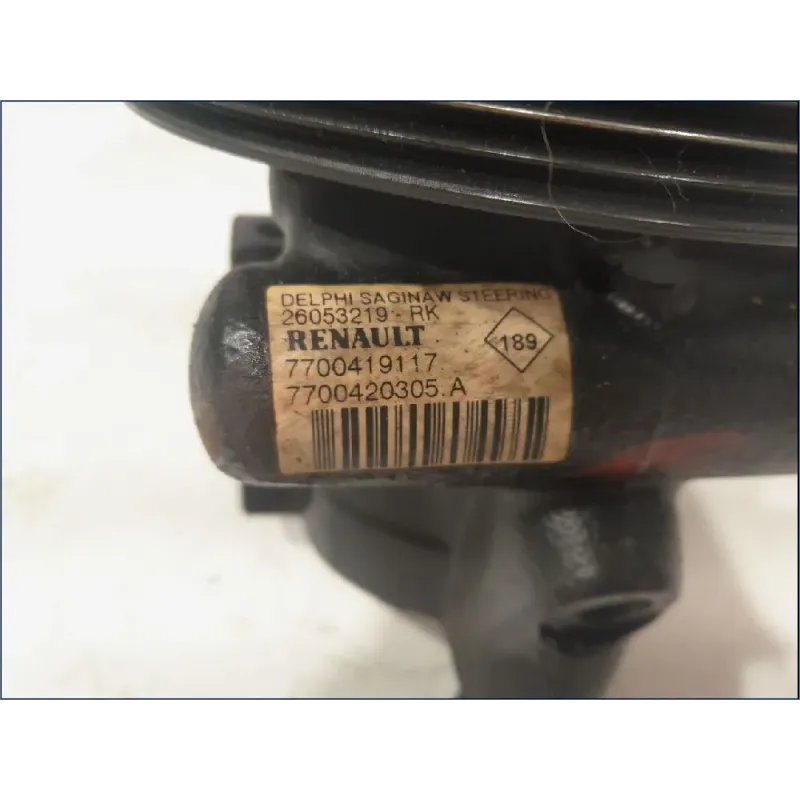 DELPHI SAGINAW STEERING
26053219 - RK
RENAULT
189
7700419117
7700420305.A